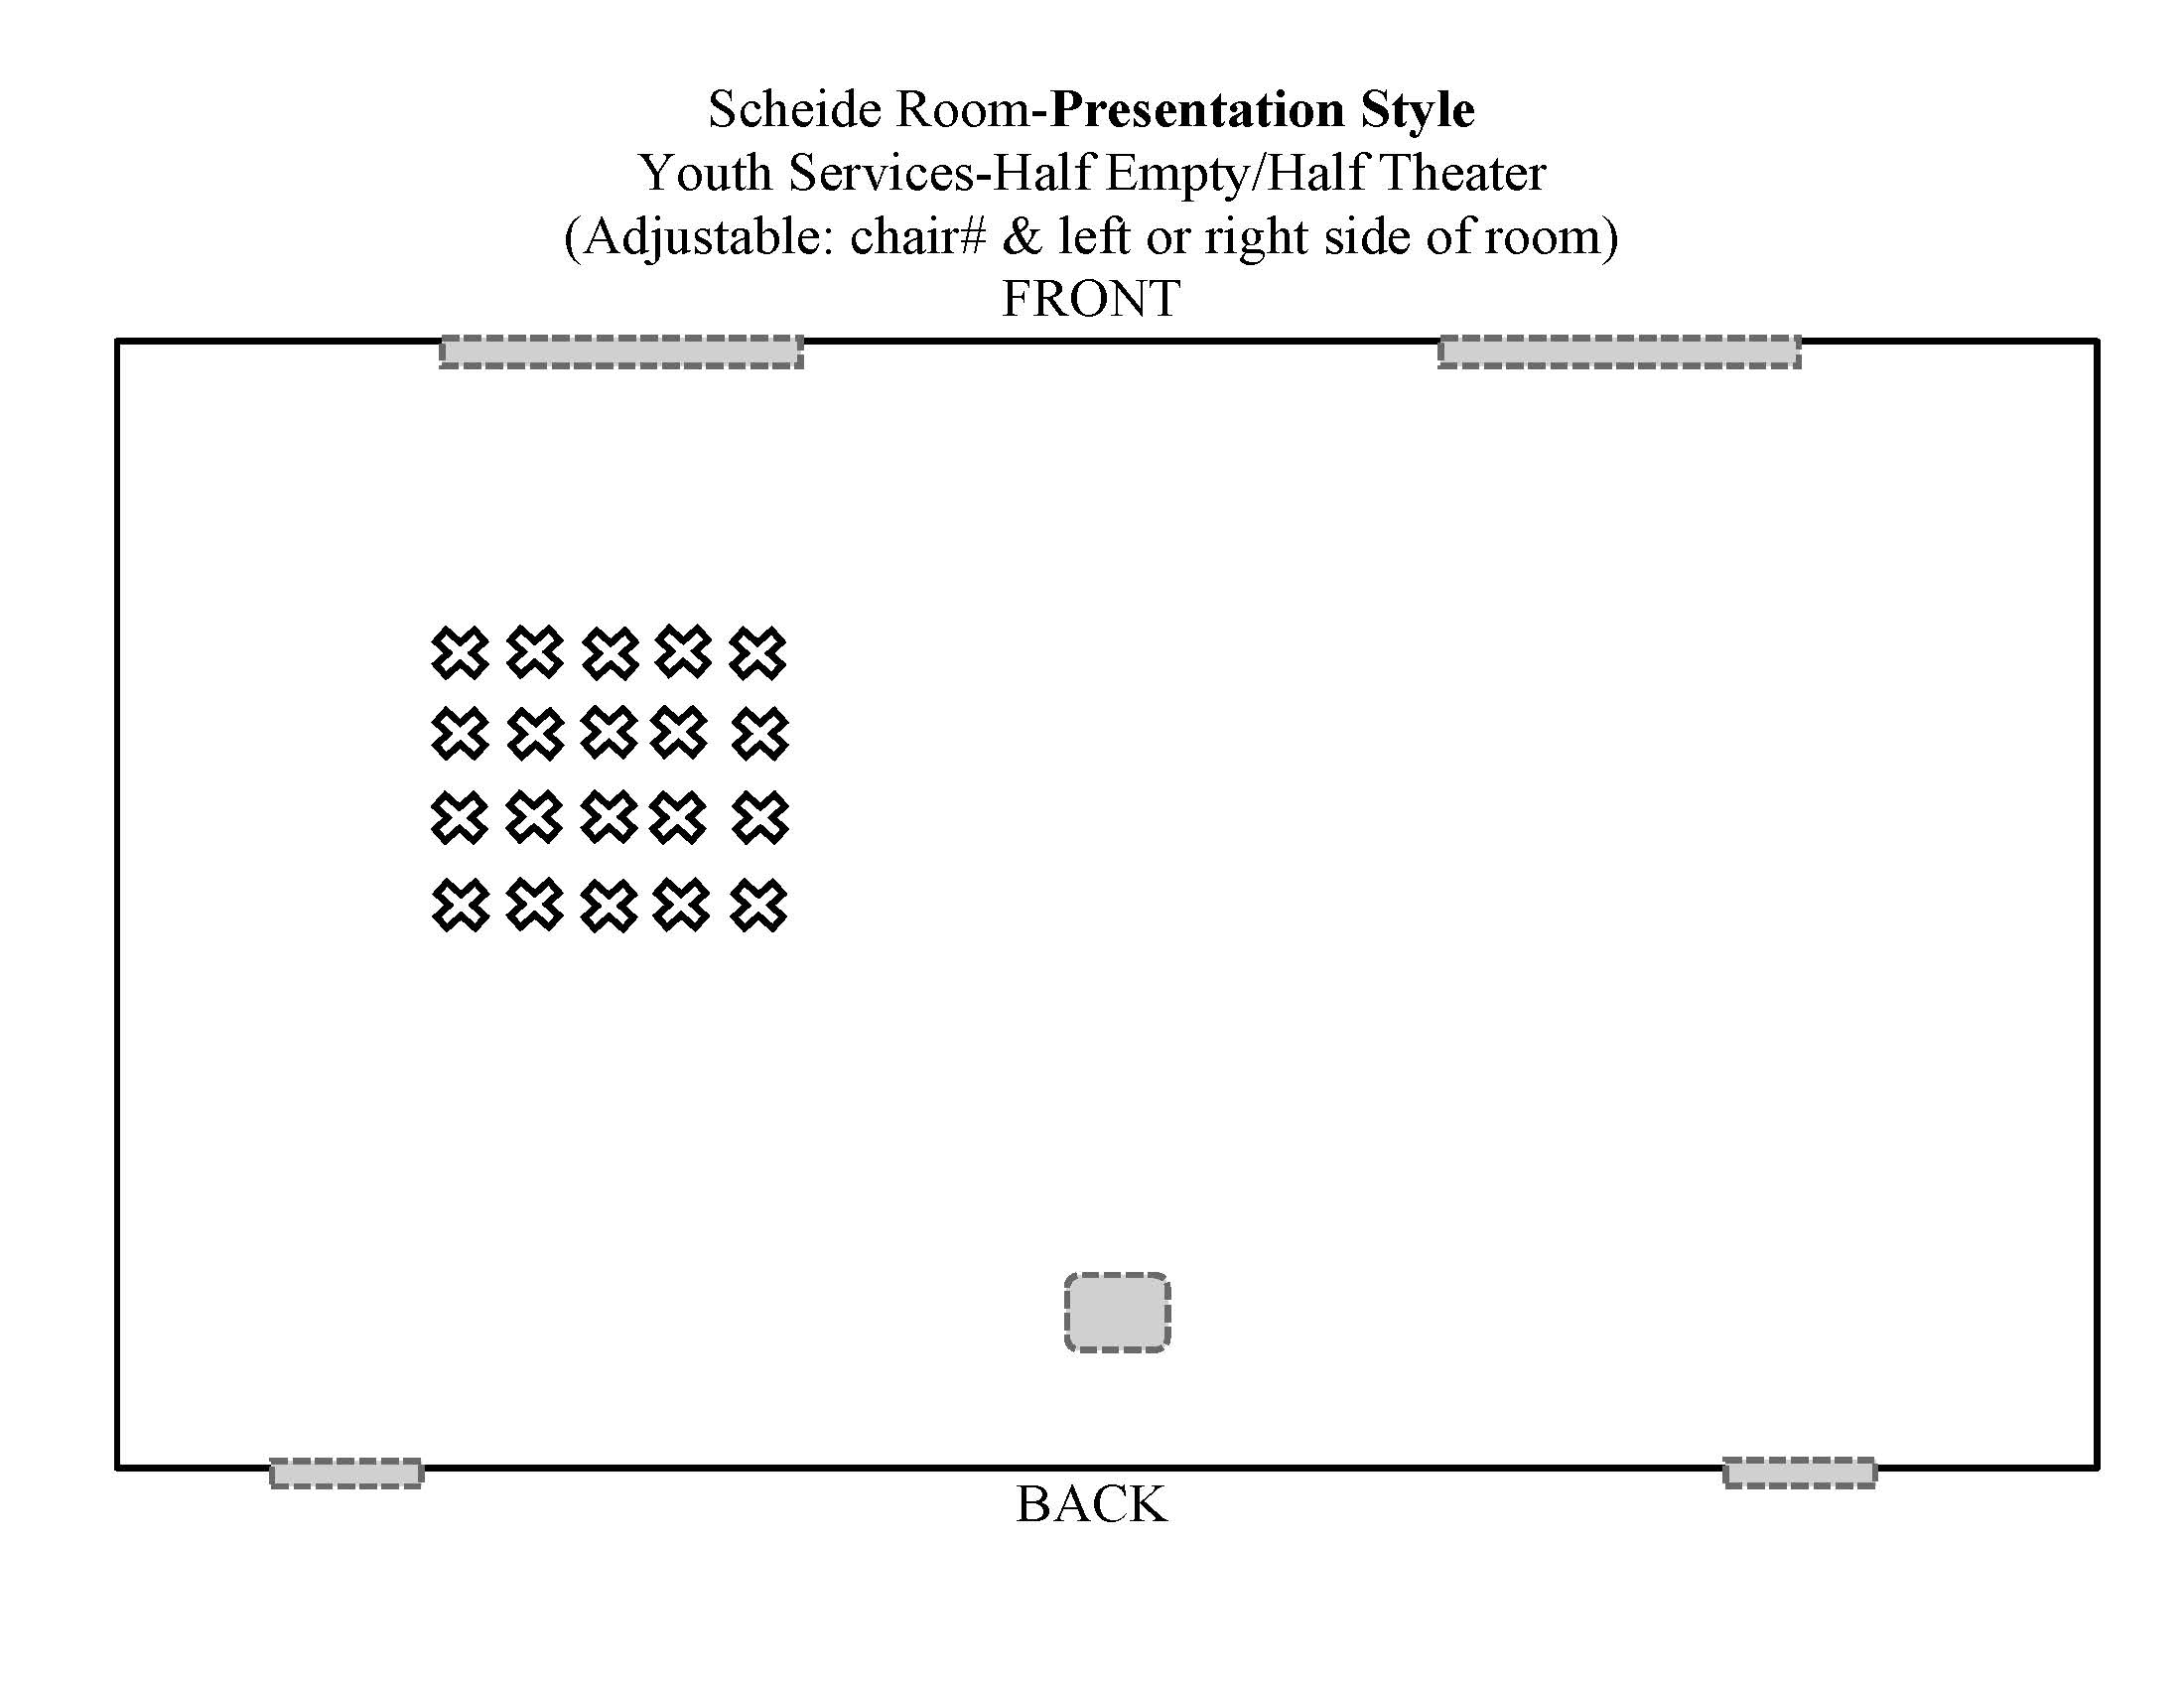 Scheide Room-Presentation Style
Youth Services-Half Empty/Half Theater
(Adjustable: chair# & left or right side of room)
FRONT
BACK